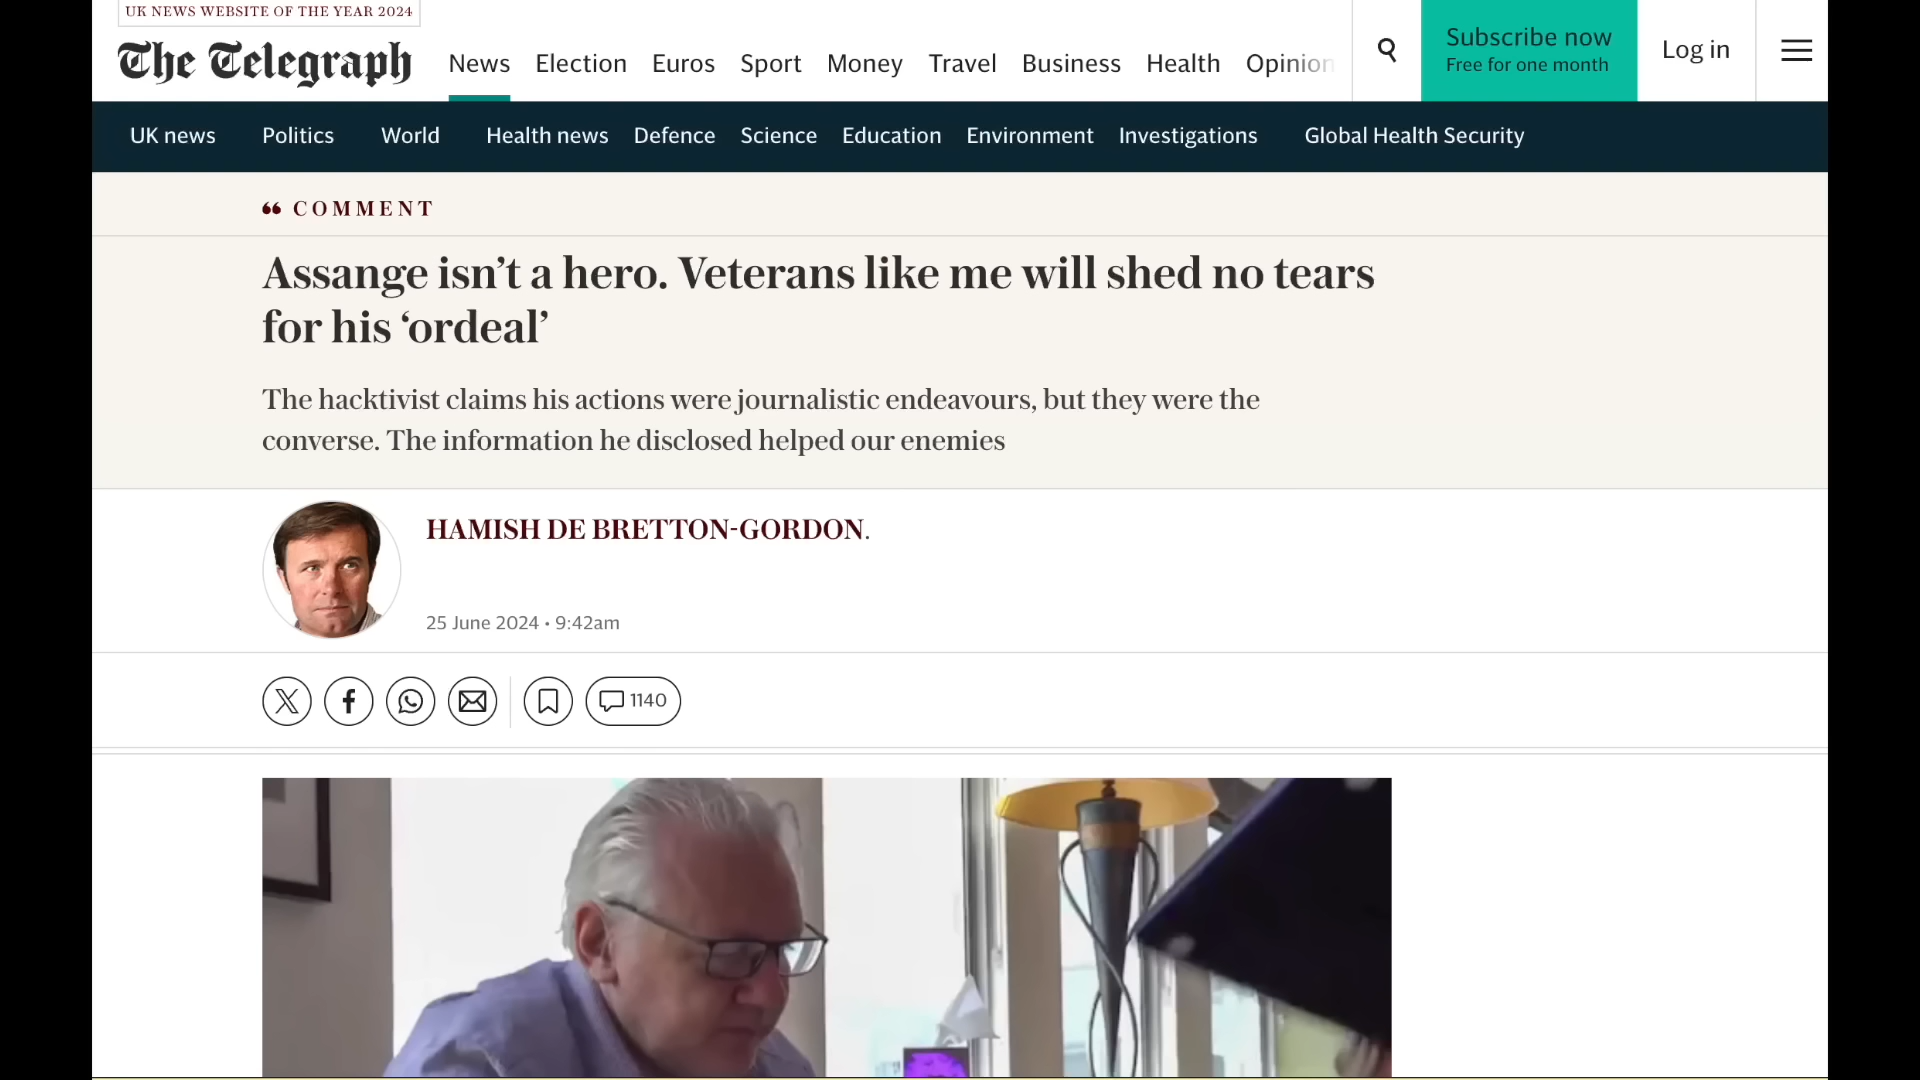 UK NEWS WEBSITE OF THE YEAR 2024
The Telegraph
News Election Euros Sport Money Travel Business Health Opinion
Subscribe now
Free for one month
Log in
UK news Politics World Health news Defence Science Education Environment Investigations Global Health Security
“ COMMENT
Assange isn’t a hero. Veterans like me will shed no tears
for his ‘ordeal’
The hacktivist claims his actions were journalistic endeavours, but they were the
converse. The information he disclosed helped our enemies
HAMISH DE BRETTON-GORDON.
25 June 2024 • 9:42am
1140